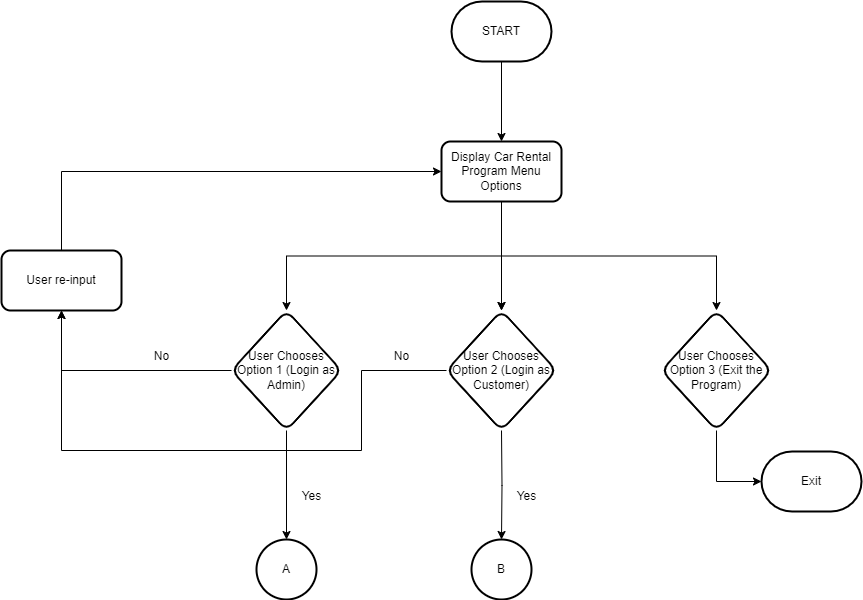 START
Display Car Rental
Program Menu
Options
User re-input
No
User Chooses
Option 1 (Login as
Admin)
No
User Chooses
Option 2 (Login as
Customer)
User Chooses
Option 3 (Exit the
Program)
Yes
Yes
Exit
A
B